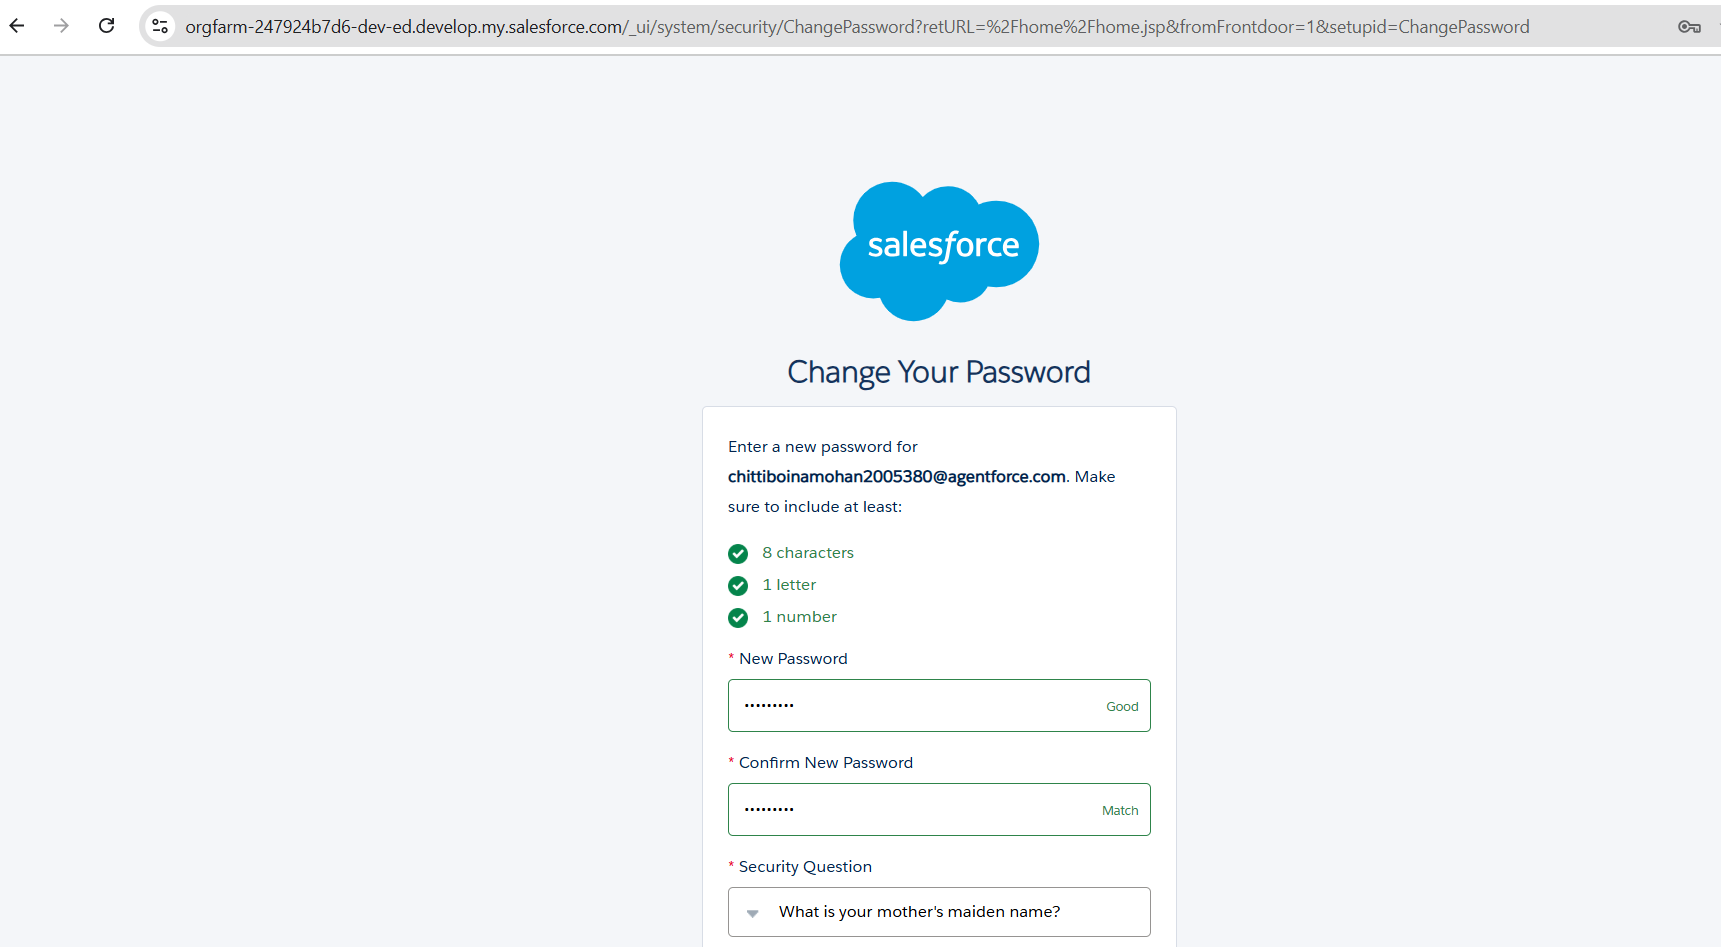 orgfarm-247924b7d6-dev-ed.develop.my.salesforce.com/_ui/system/security/ChangePassword?retURL=%2Fhome%2Fhome.jsp&fromFrontdoor=1&setupid=ChangePassword
salesforce
Change Your Password
Enter a new password for
chittiboinamohan2005380@agentforce.com. Make
sure to include at least:
8 characters
1 letter
1 number
* New Password
••••••••• Good
* Confirm New Password
••••••••• Match
* Security Question
What is your mother's maiden name?